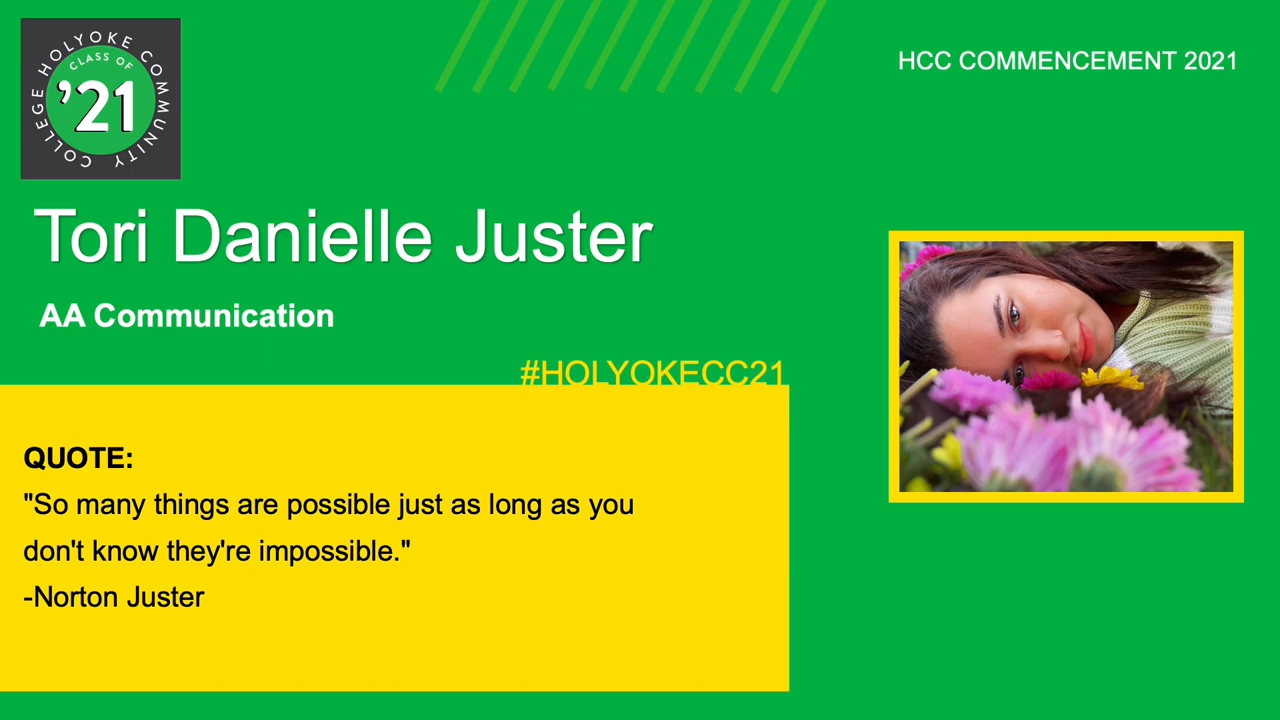 HOLYOKE COMMUNITY COLLEGE
CLASS OF
’21
HCC COMMENCEMENT 2021
Tori Danielle Juster
AA Communication
#HOLYOKECC21
QUOTE:
"So many things are possible just as long as you
don't know they're impossible."
-Norton Juster